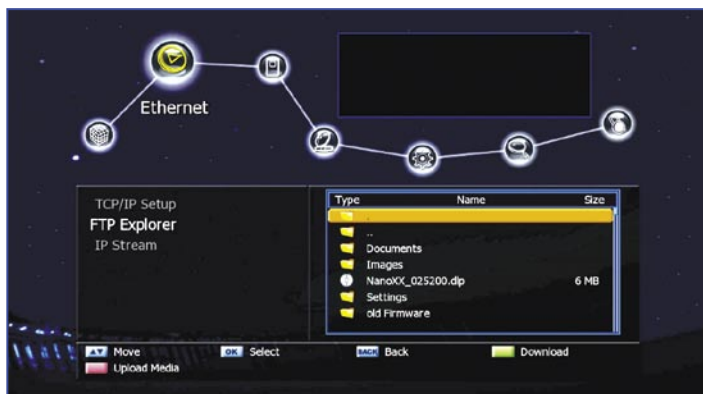 Ethernet
TCP/IP Setup
FTP Explorer
IP Stream
Type Name Size
.
..
Documents
Images
NanoXX_025200.dlp 6 MB
Settings
old Firmware
▲▼ Move OK Select BACK Back Download
Upload Media